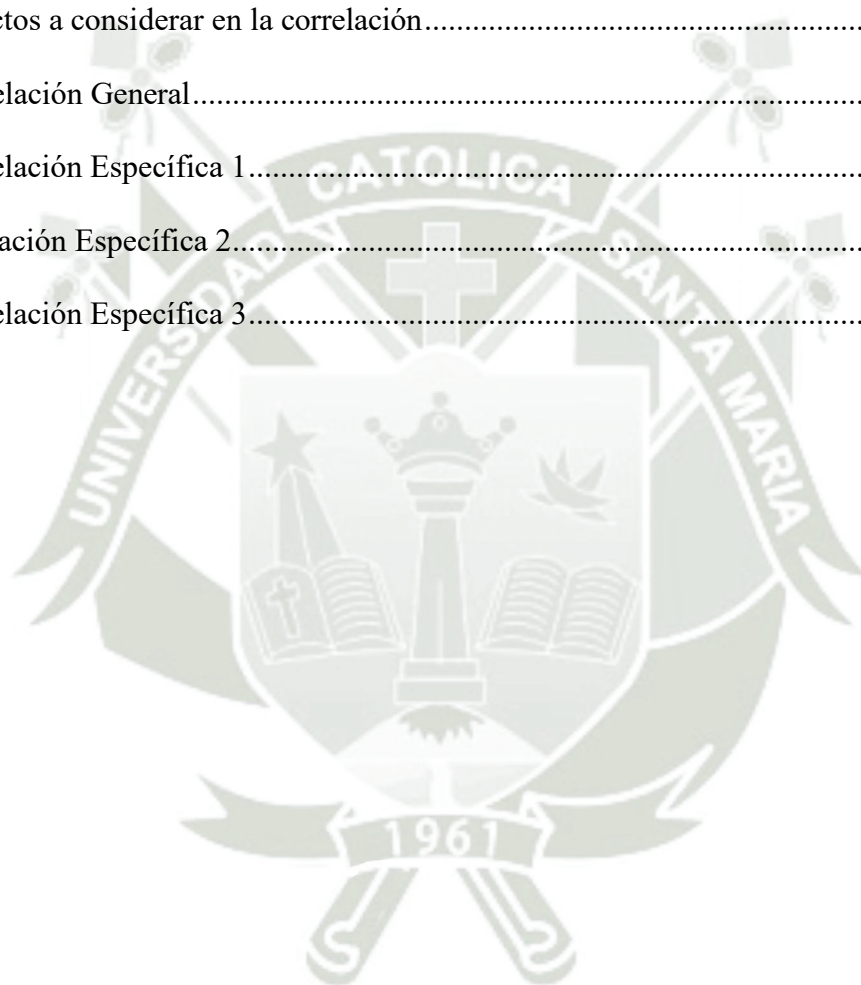 ctos a considerar en la correlación........................................................
elación General........................................................................................
elación Específica 1.................................................................................
ación Específica 2....................................................................................
elación Específica 3.................................................................................
UNIVERSIDAD CATOLICA SANTA MARIA
1961